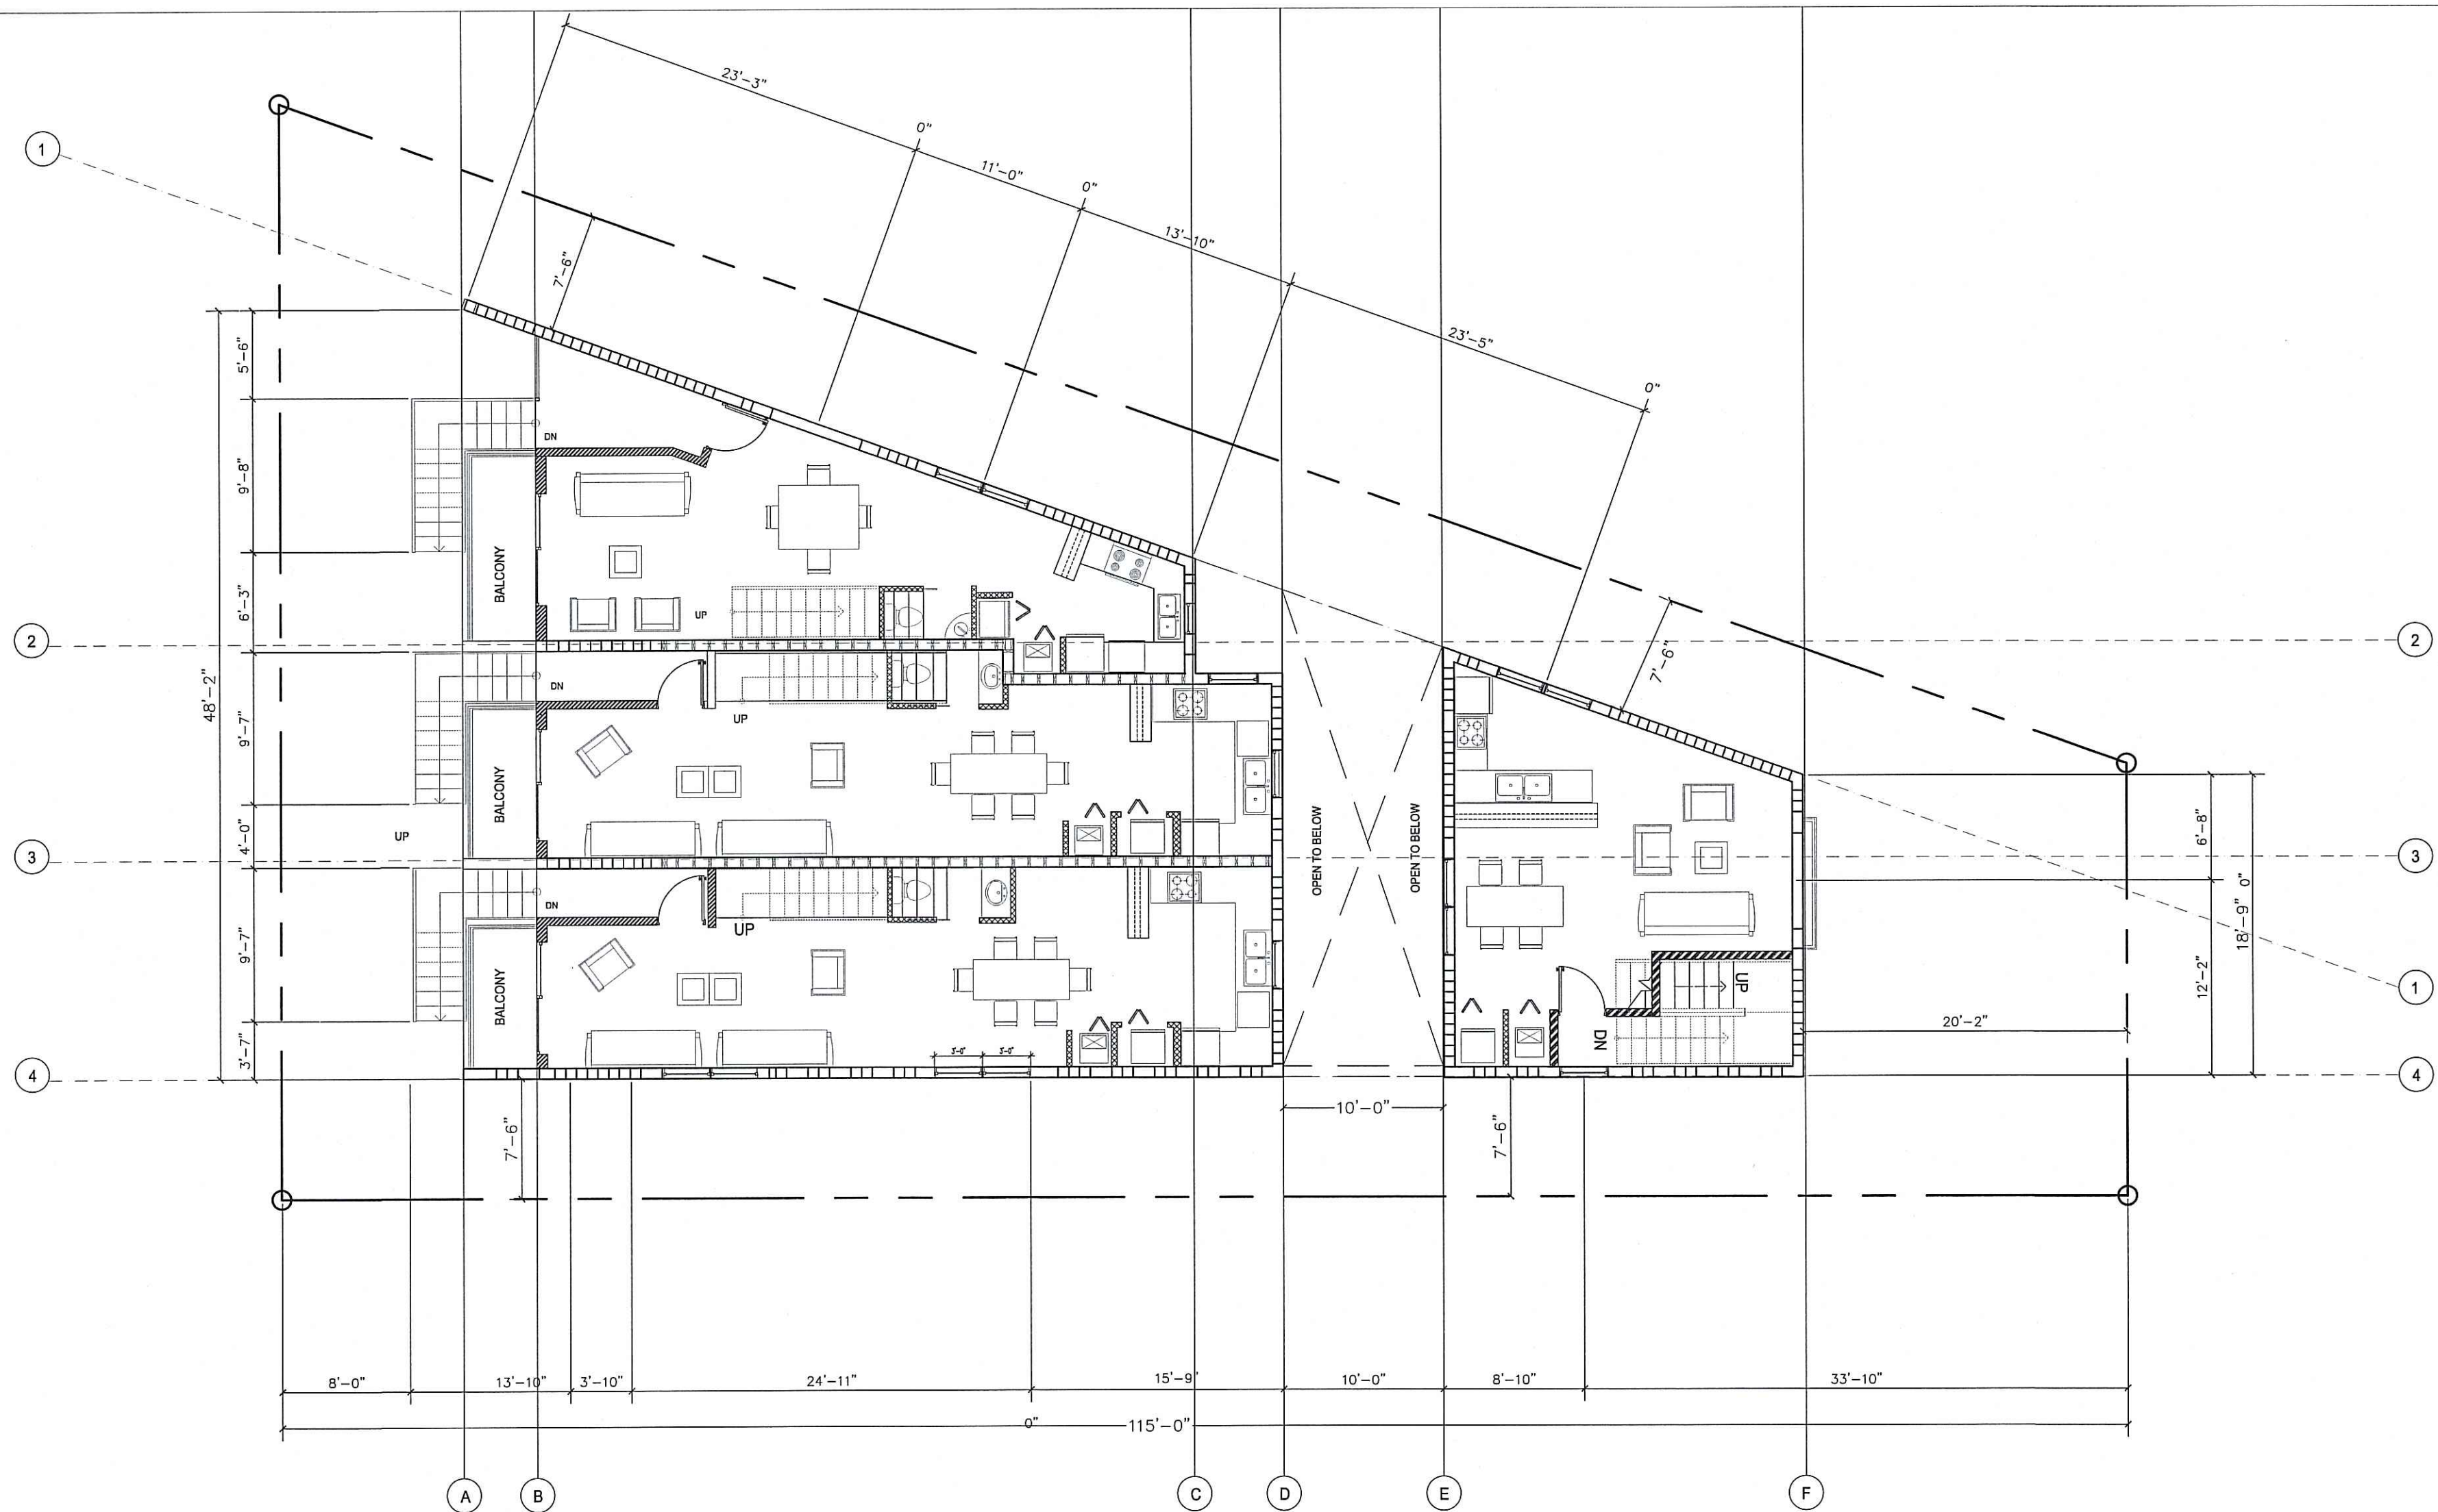 23'-3"
0"
11'-0"
0"
13'-10"
23'-5"
0"
1
7'-6"
7'-6"
5'-6"
9'-8"
6'-3"
48'-2"
9'-7"
4'-0"
9'-7"
3'-7"
DN
BALCONY
UP
2
2
DN
UP
BALCONY
UP
OPEN TO BELOW
OPEN TO BELOW
6'-8"
3
3
DN
UP
BALCONY
18'-9" 0"
12'-2"
UP
DN
1
20'-2"
3'-0"
3'-0"
4
4
10'-0"
7'-6"
7'-6"
8'-0"
13'-10"
3'-10"
24'-11"
15'-9'
10'-0"
8'-10"
33'-10"
0"
115'-0"
A
B
C
D
E
F